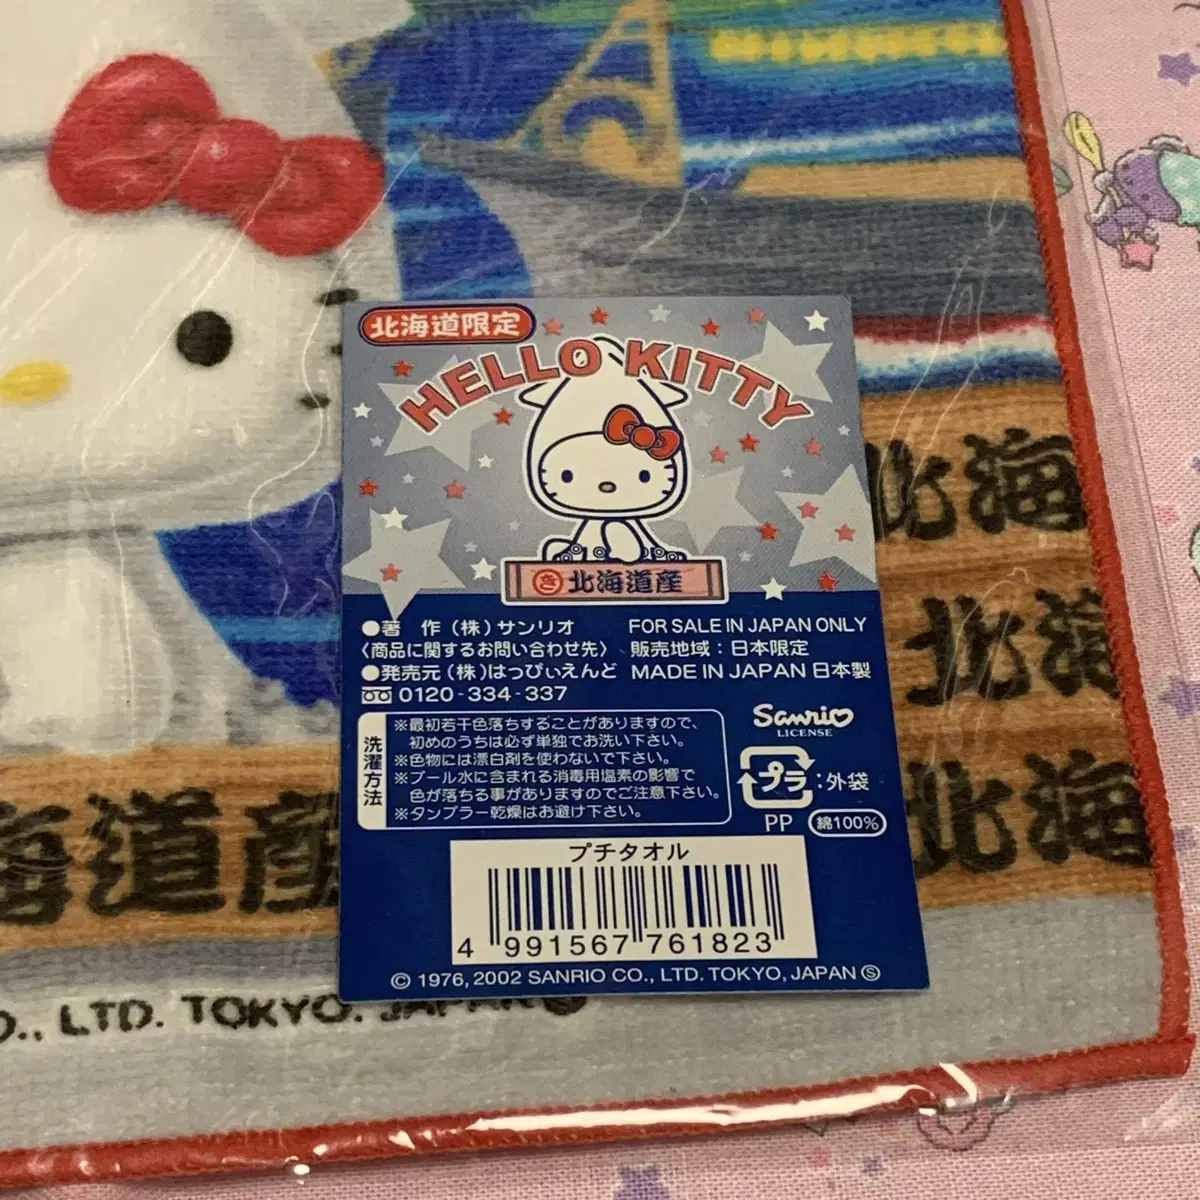 北海道限定
HELLO KITTY
き 北海道産
●著 作(株)サンリオ
〈商品に関するお問い合わせ先〉
●発売元(株)はっぴぃえんど
0120-334-337
FOR SALE IN JAPAN ONLY
販売地域:日本限定
MADE IN JAPAN 日本製
洗濯方法
※最初若干色落ちすることがありますので、
初めのうちは必ず単独でお洗い下さい。
※色物には漂白剤を使わないで下さい。
※プール水に含まれる消毒用塩素の影響で
色が落ちる事がありますのでご注意下さい。
※タンブラー乾燥はお避け下さい。
Sanrio
LICENSE
プラ:外袋
PP 綿100%
プチタオル
4 991567 761823
© 1976, 2002 SANRIO CO., LTD. TOKYO, JAPAN Ⓢ
北海
北海
北海
海道産
O., LTD. TOKYO, JAPAN Ⓢ